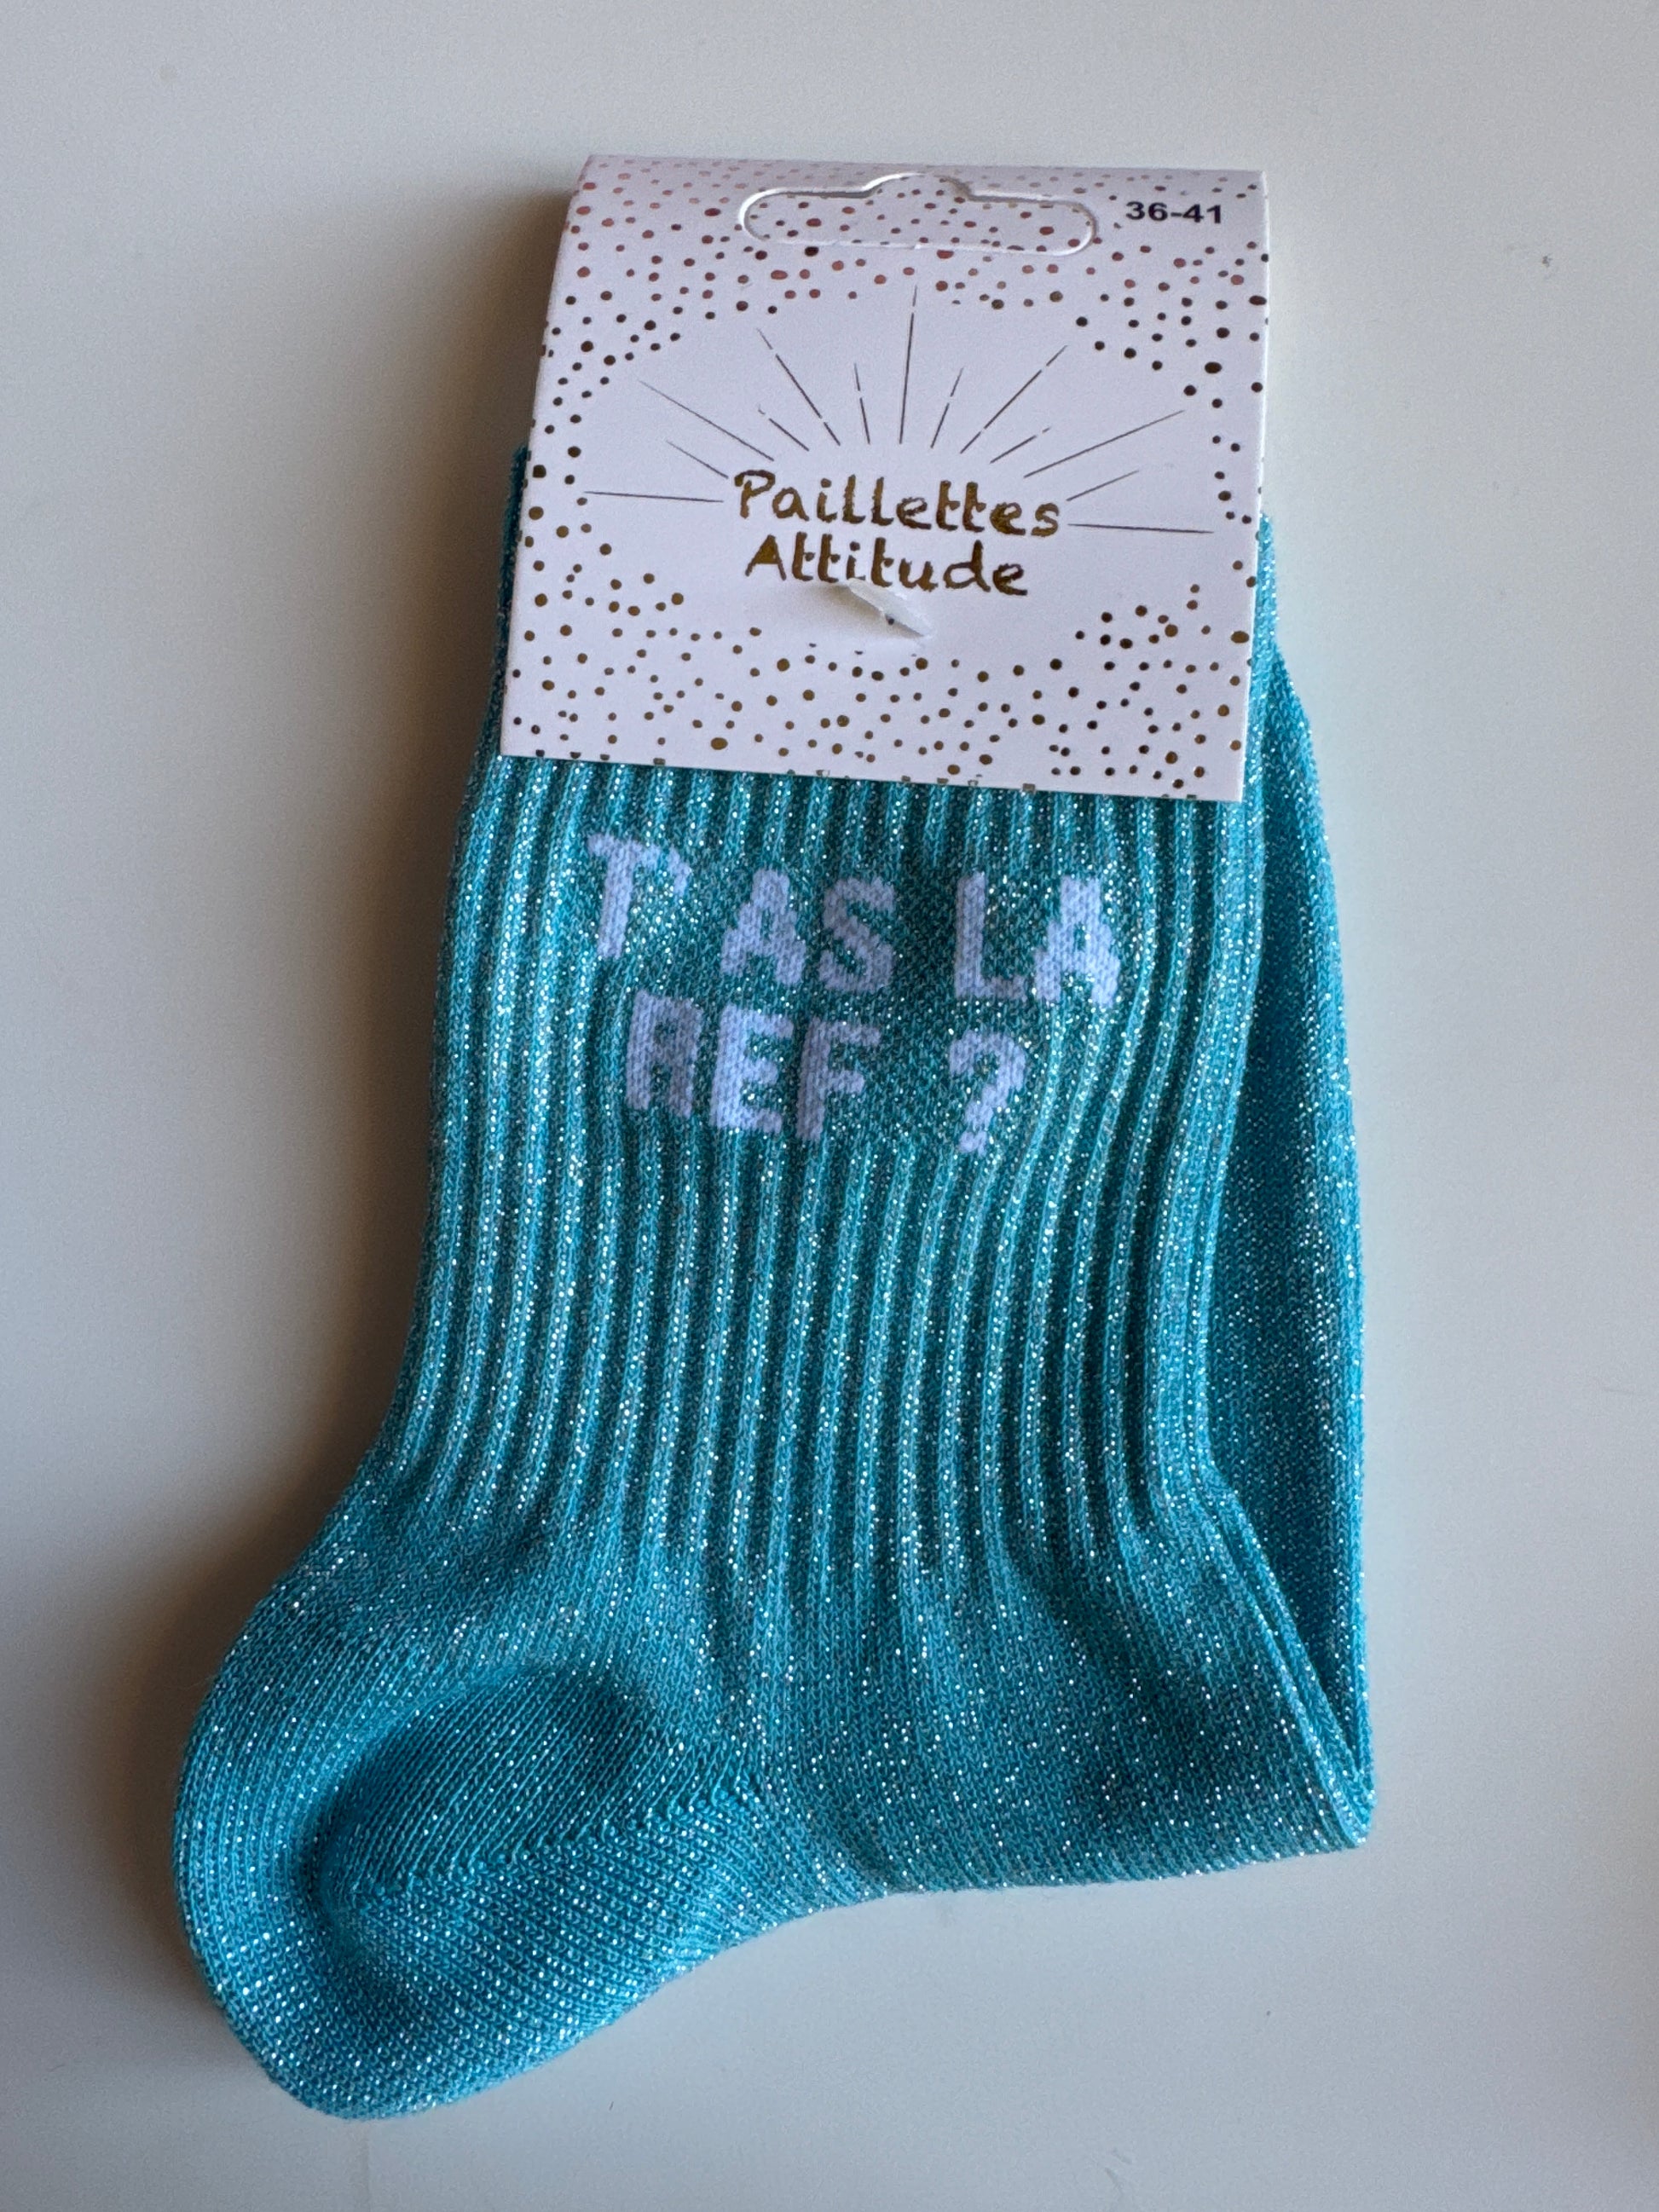 36-41
Paillettes
Attitude
T'AS LA
REF ?